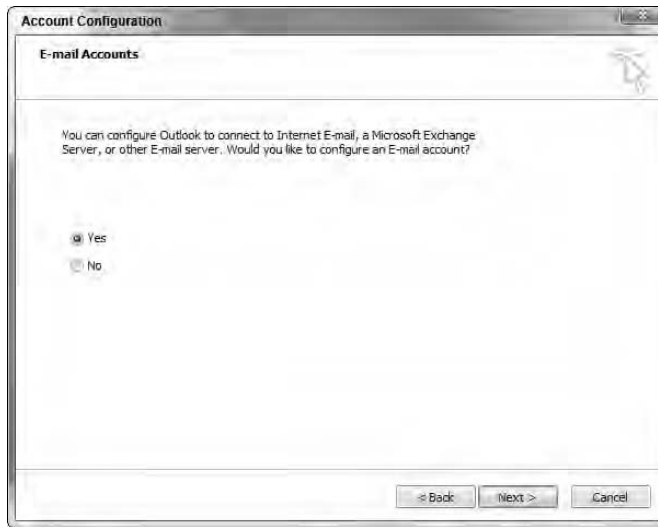 Account Configuration
E-mail Accounts
You can configure Outlook to connect to Internet E-mail, a Microsoft Exchange
Server, or other E-mail server. Would you like to configure an E-mail account?
Yes
No
< Back Next > Cancel